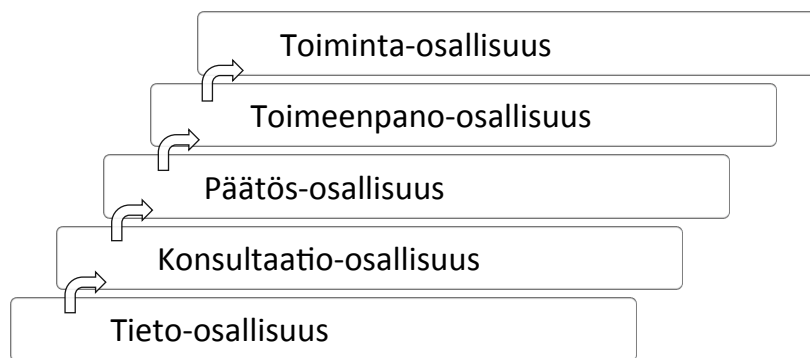 Toiminta-osallisuus
Toimeenpano-osallisuus
Päätös-osallisuus
Konsultaatio-osallisuus
Tieto-osallisuus